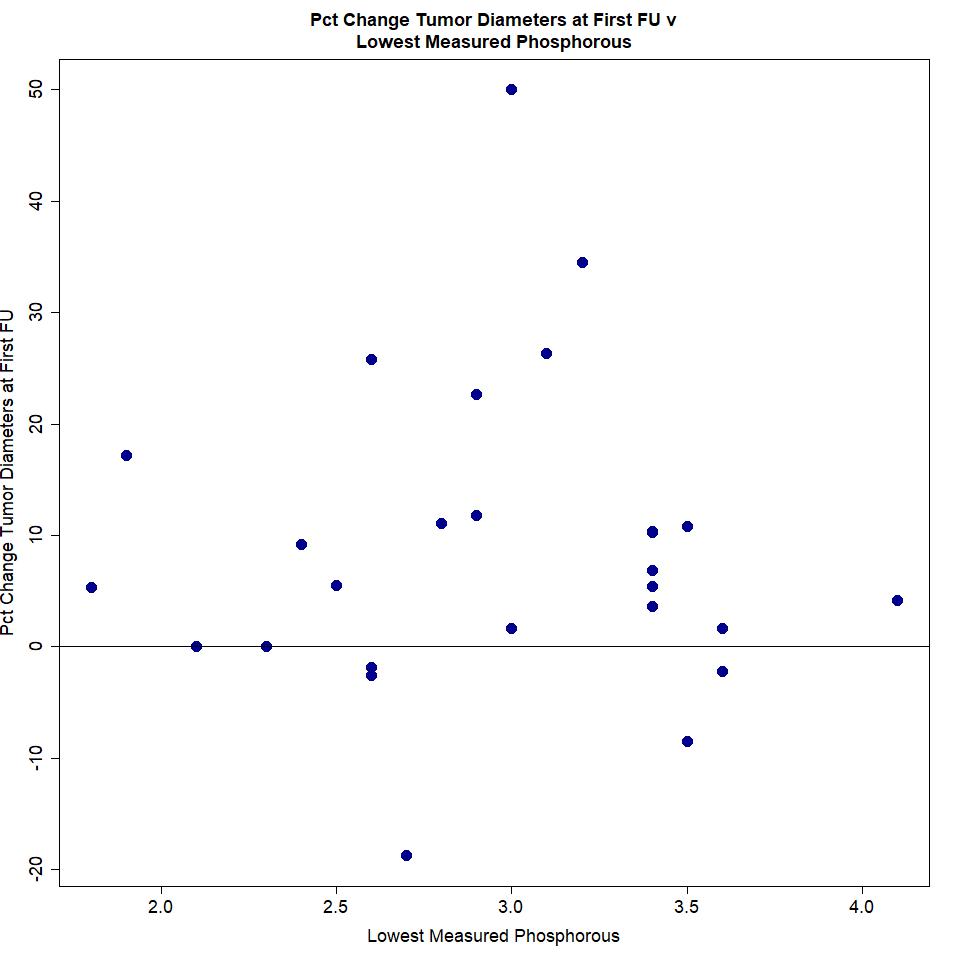 Pct Change Tumor Diameters at First FU v
Lowest Measured Phosphorous
Pct Change Tumor Diameters at First FU
50
40
30
20
10
0
-10
-20
2.0 2.5 3.0 3.5 4.0
Lowest Measured Phosphorous